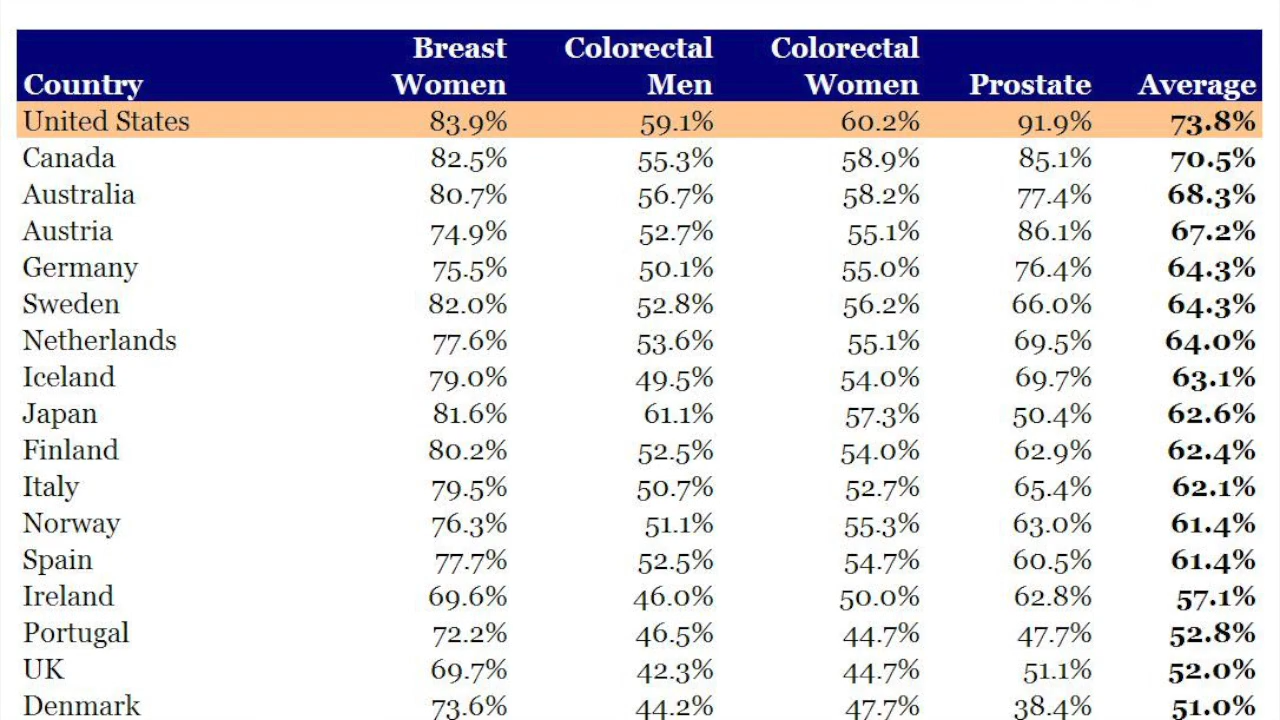 Breast Colorectal Colorectal
Country Women Men Women Prostate Average
United States 83.9% 59.1% 60.2% 91.9% 73.8%
Canada 82.5% 55.3% 58.9% 85.1% 70.5%
Australia 80.7% 56.7% 58.2% 77.4% 68.3%
Austria 74.9% 52.7% 55.1% 86.1% 67.2%
Germany 75.5% 50.1% 55.0% 76.4% 64.3%
Sweden 82.0% 52.8% 56.2% 66.0% 64.3%
Netherlands 77.6% 53.6% 55.1% 69.5% 64.0%
Iceland 79.0% 49.5% 54.0% 69.7% 63.1%
Japan 81.6% 61.1% 57.3% 50.4% 62.6%
Finland 80.2% 52.5% 54.0% 62.9% 62.4%
Italy 79.5% 50.7% 52.7% 65.4% 62.1%
Norway 76.3% 51.1% 55.3% 63.0% 61.4%
Spain 77.7% 52.5% 54.7% 60.5% 61.4%
Ireland 69.6% 46.0% 50.0% 62.8% 57.1%
Portugal 72.2% 46.5% 44.7% 47.7% 52.8%
UK 69.7% 42.3% 44.7% 51.1% 52.0%
Denmark 73.6% 44.2% 47.7% 38.4% 51.0%